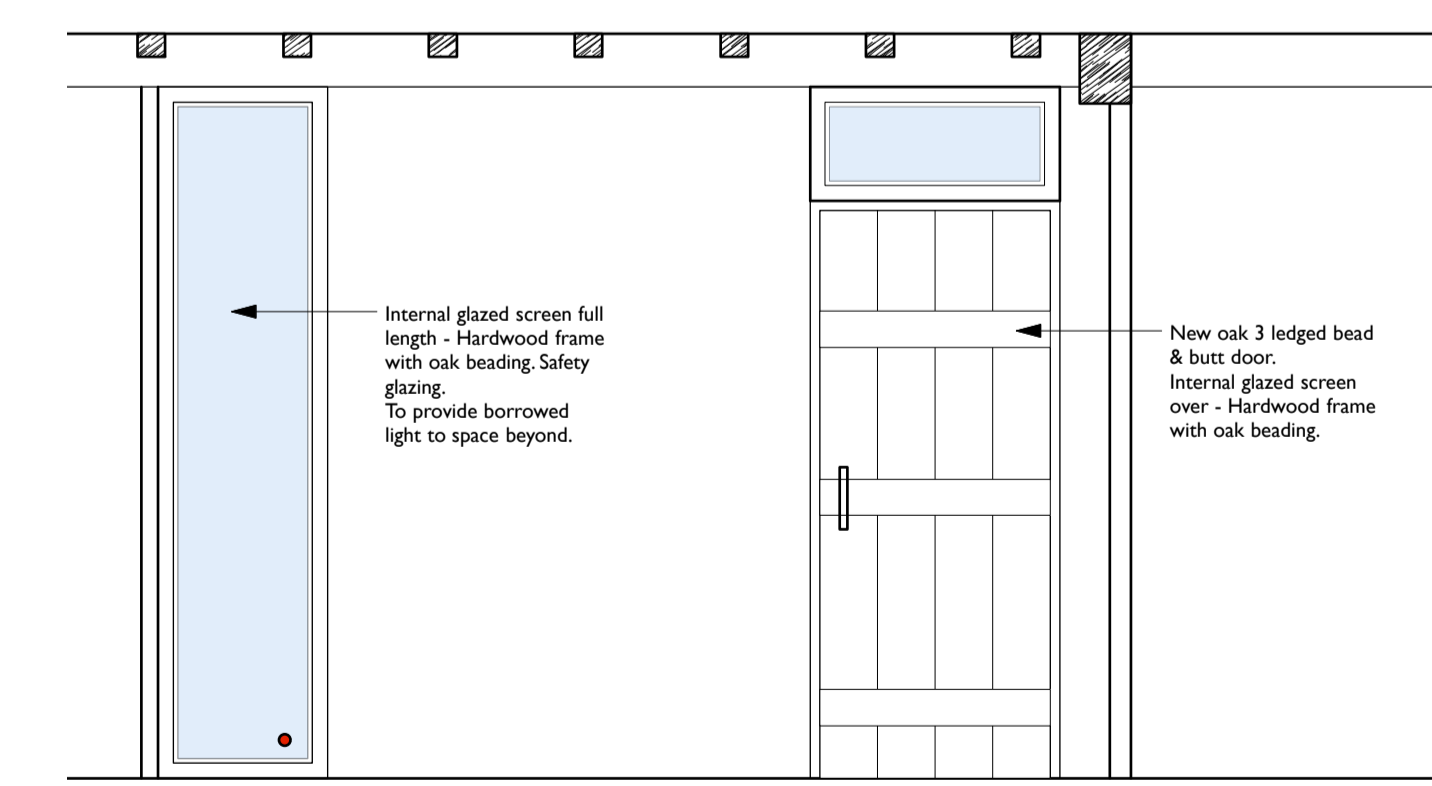 Internal glazed screen full
length - Hardwood frame
with oak beading. Safety
glazing.
To provide borrowed
light to space beyond.
New oak 3 ledged bead
& butt door.
Internal glazed screen
over - Hardwood frame
with oak beading.